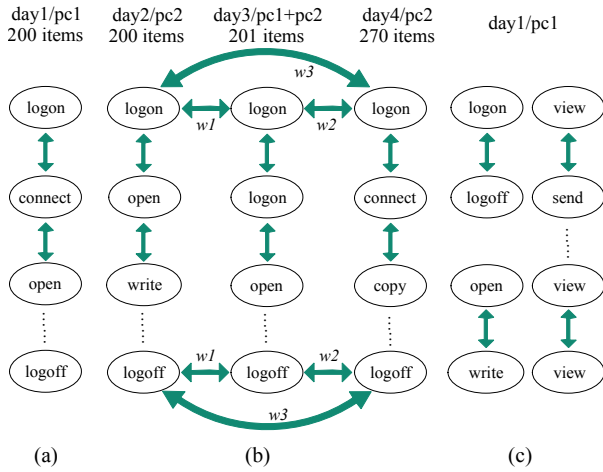 day1/pc1 day2/pc2 day3/pc1+pc2 day4/pc2 day1/pc1
200 items 200 items 201 items 270 items
w3
logon logon logon logon logon view
w1 w2
connect open logon connect logoff send
open write open copy open view
w1 w2
logoff logoff logoff logoff write view
w3
(a) (b) (c)